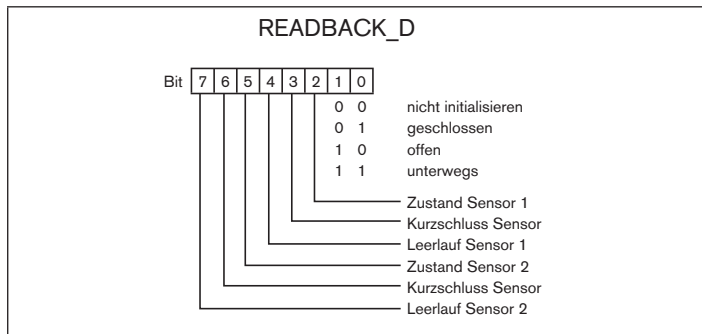 READBACK_D
Bit 7 6 5 4 3 2 1 0
0 0 nicht initialisieren
0 1 geschlossen
1 0 offen
1 1 unterwegs
Zustand Sensor 1
Kurzschluss Sensor
Leerlauf Sensor 1
Zustand Sensor 2
Kurzschluss Sensor
Leerlauf Sensor 2